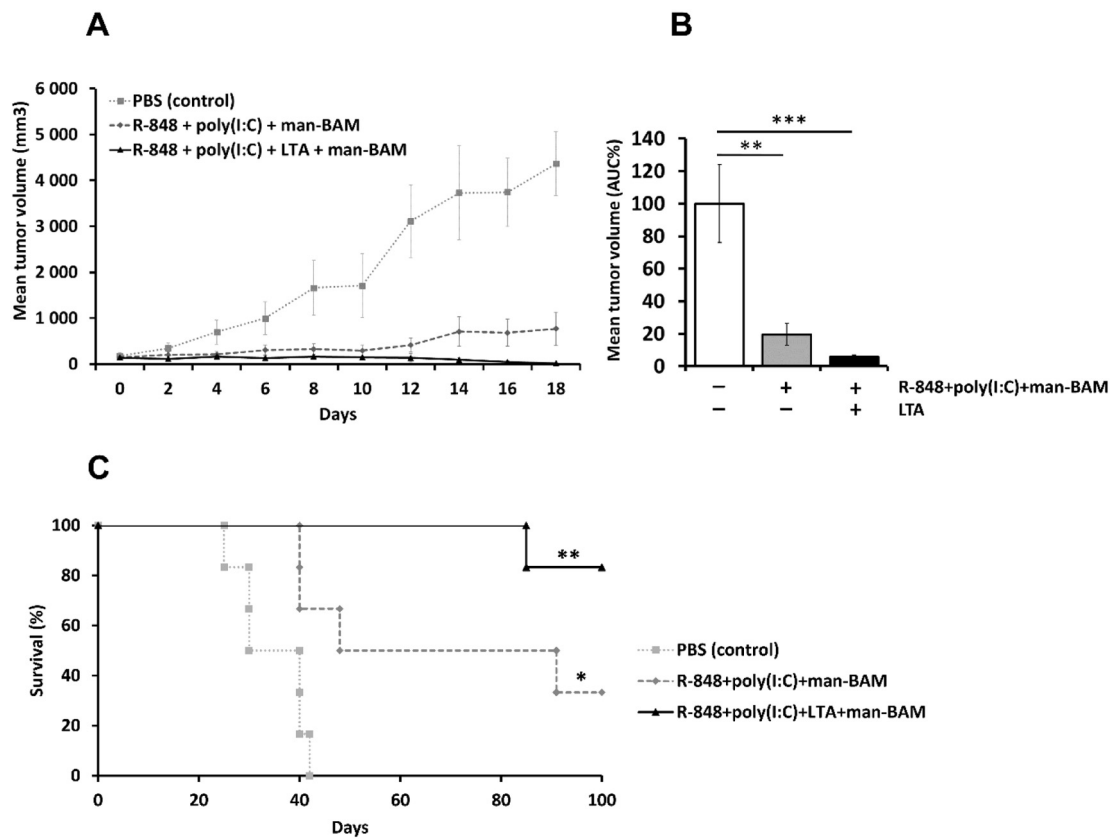 A
Mean tumor volume (mm3)
6 000
5 000
4 000
3 000
2 000
1 000
0
PBS (control)
R-848 + poly(I:C) + man-BAM
R-848 + poly(I:C) + LTA + man-BAM
0 2 4 6 8 10 12 14 16 18
Days
B
Mean tumor volume (AUC%)
140
120
100
80
60
40
20
0
***
**
– + + R-848+poly(I:C)+man-BAM
– – + LTA
C
Survival (%)
100
80
60
40
20
0
**
*
0 20 40 60 80 100
Days
PBS (control)
R-848+poly(I:C)+man-BAM
R-848+poly(I:C)+LTA+man-BAM